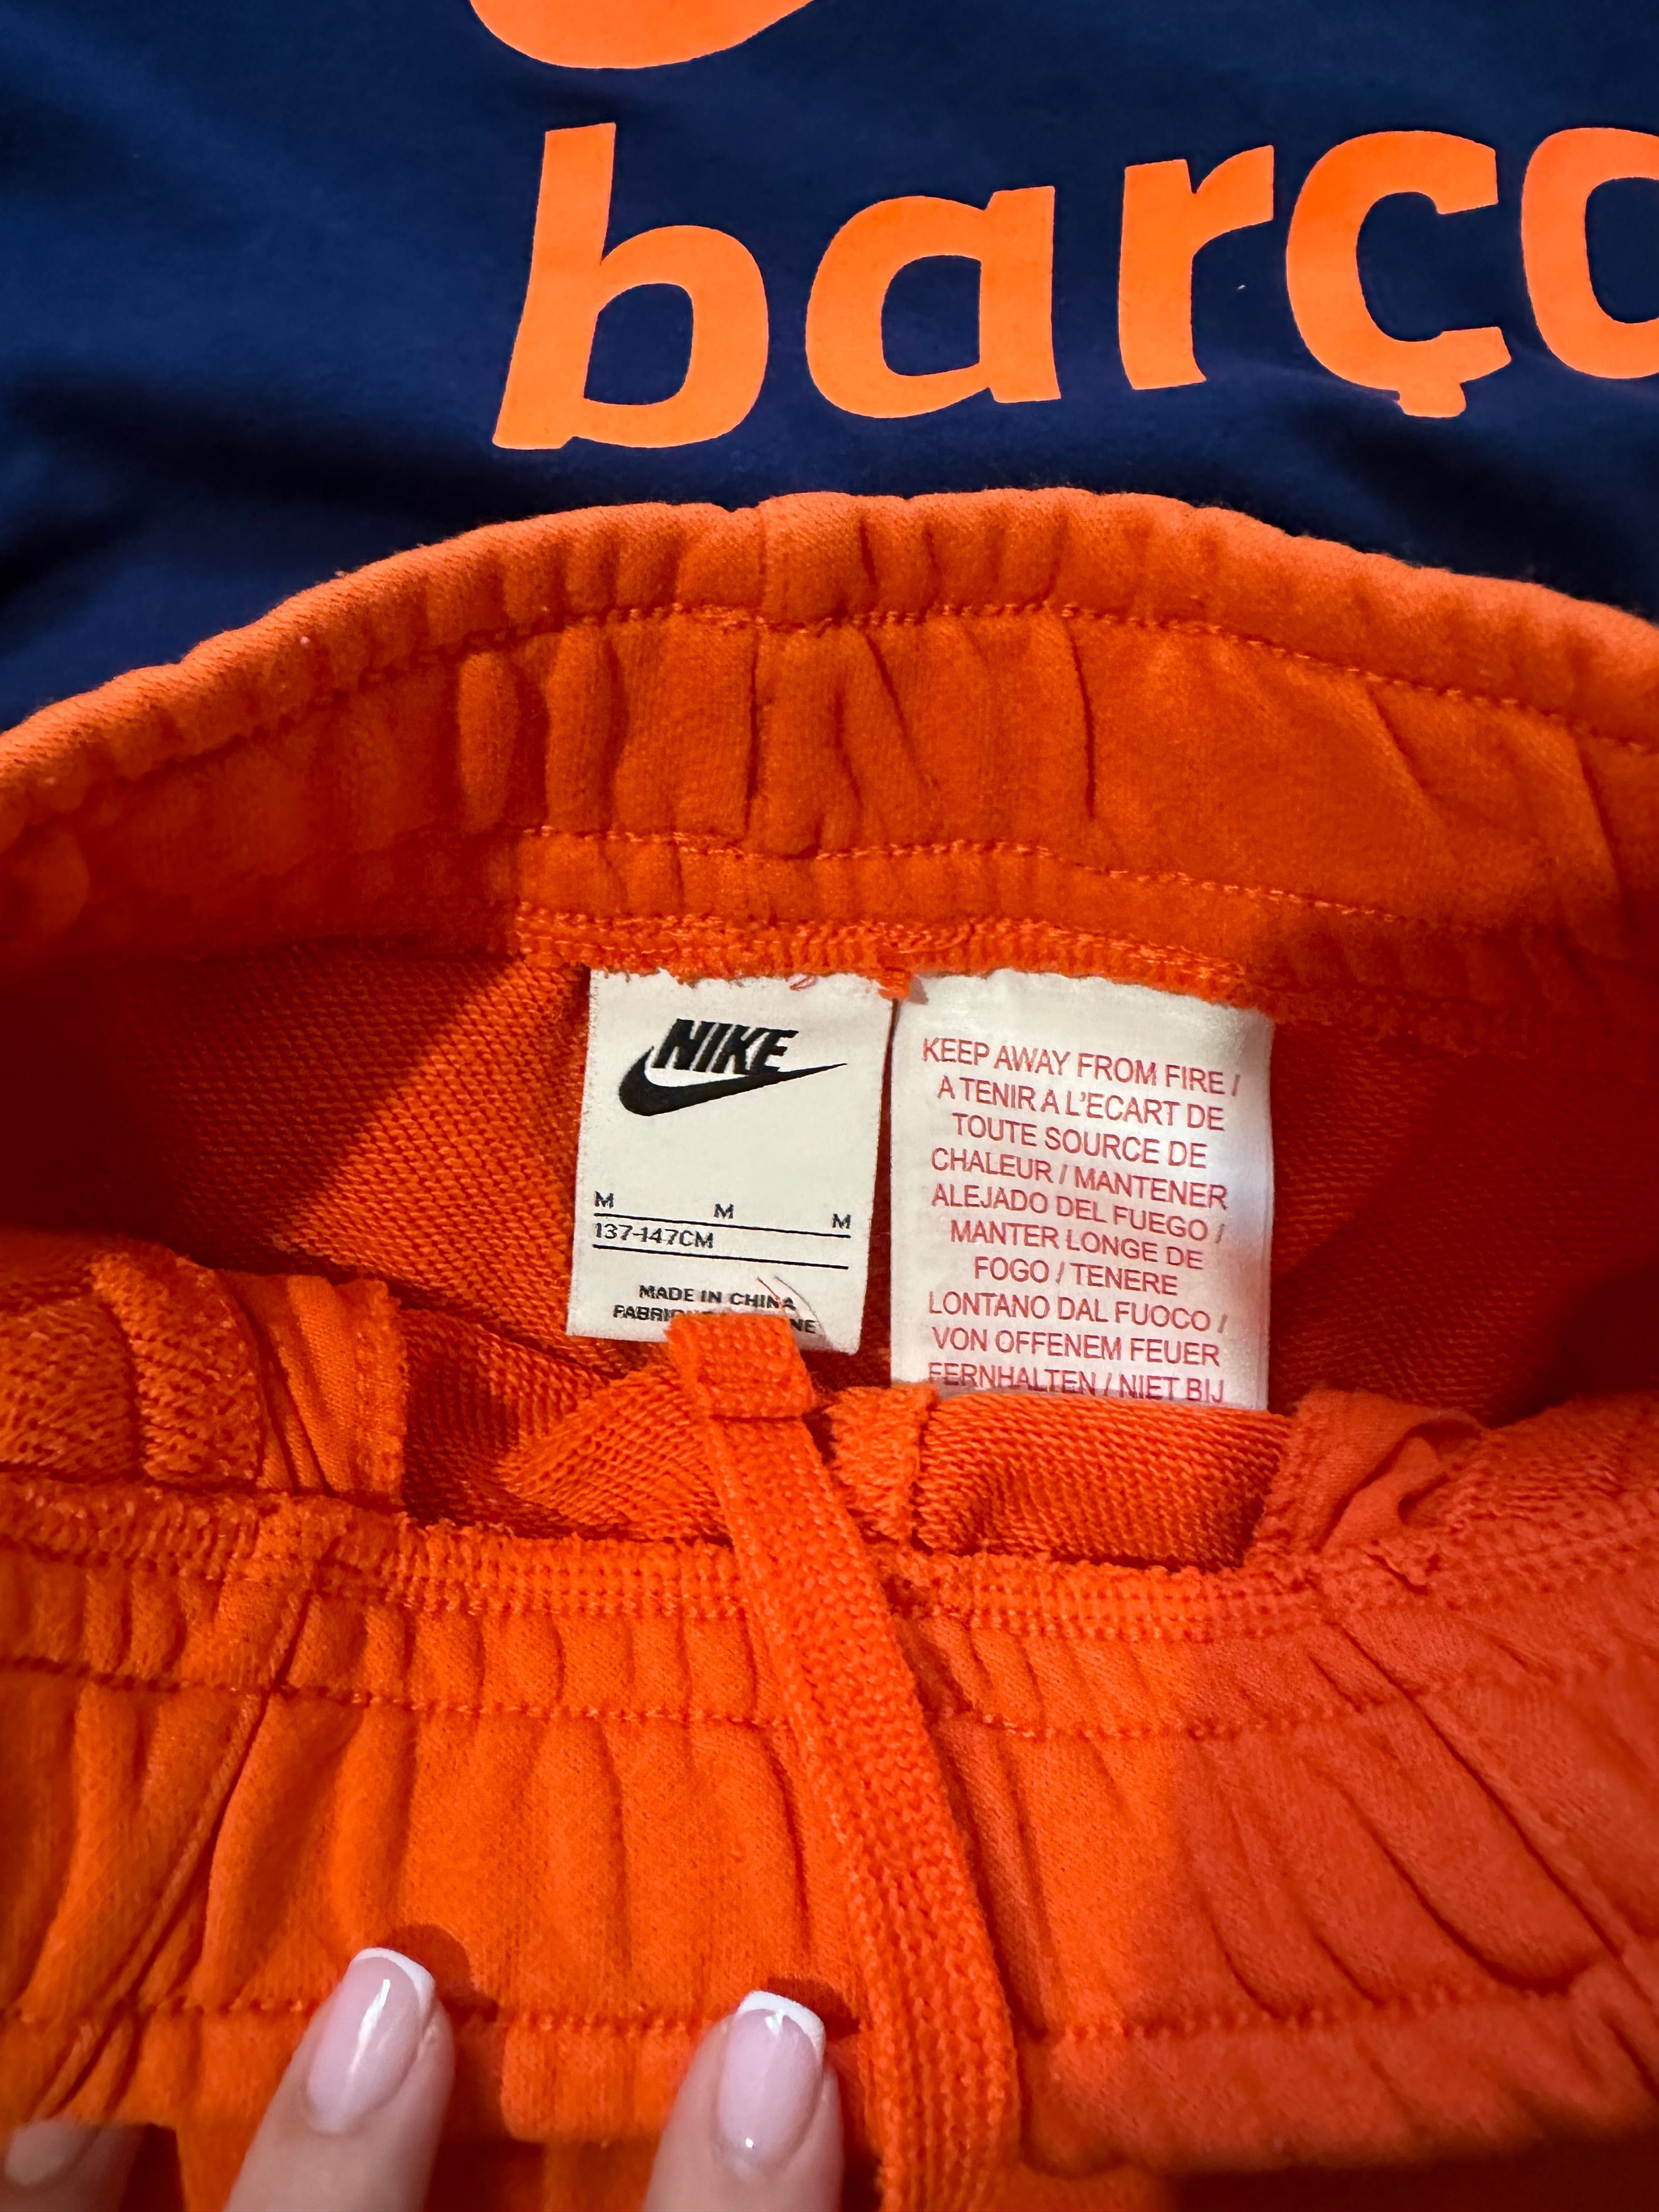 barça
NIKE
M M M
137-147CM
MADE IN CHINA
KEEP AWAY FROM FIRE /
A TENIR A L'ECART DE
TOUTE SOURCE DE
CHALEUR / MANTENER
ALEJADO DEL FUEGO /
MANTER LONGE DE
FOGO / TENERE
LONTANO DAL FUOCO /
VON OFFENEM FEUER
FERNHALTEN / NIET BIJ